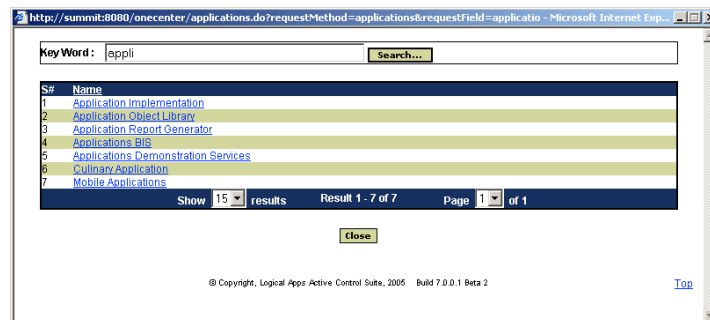 http://summit:8080/onecenter/applications.do?requestMethod=applications&requestField=applicatio - Microsoft Internet Exp...
Key Word : appli Search...
S# Name
1 Application Implementation
2 Application Object Library
3 Application Report Generator
4 Applications BIS
5 Applications Demonstration Services
6 Culinary Application
7 Mobile Applications
Show 15 results Result 1 - 7 of 7 Page 1 of 1
Close
© Copyright, Logical Apps Active Control Suite, 2005 Build 7.0.0.1 Beta 2 Top